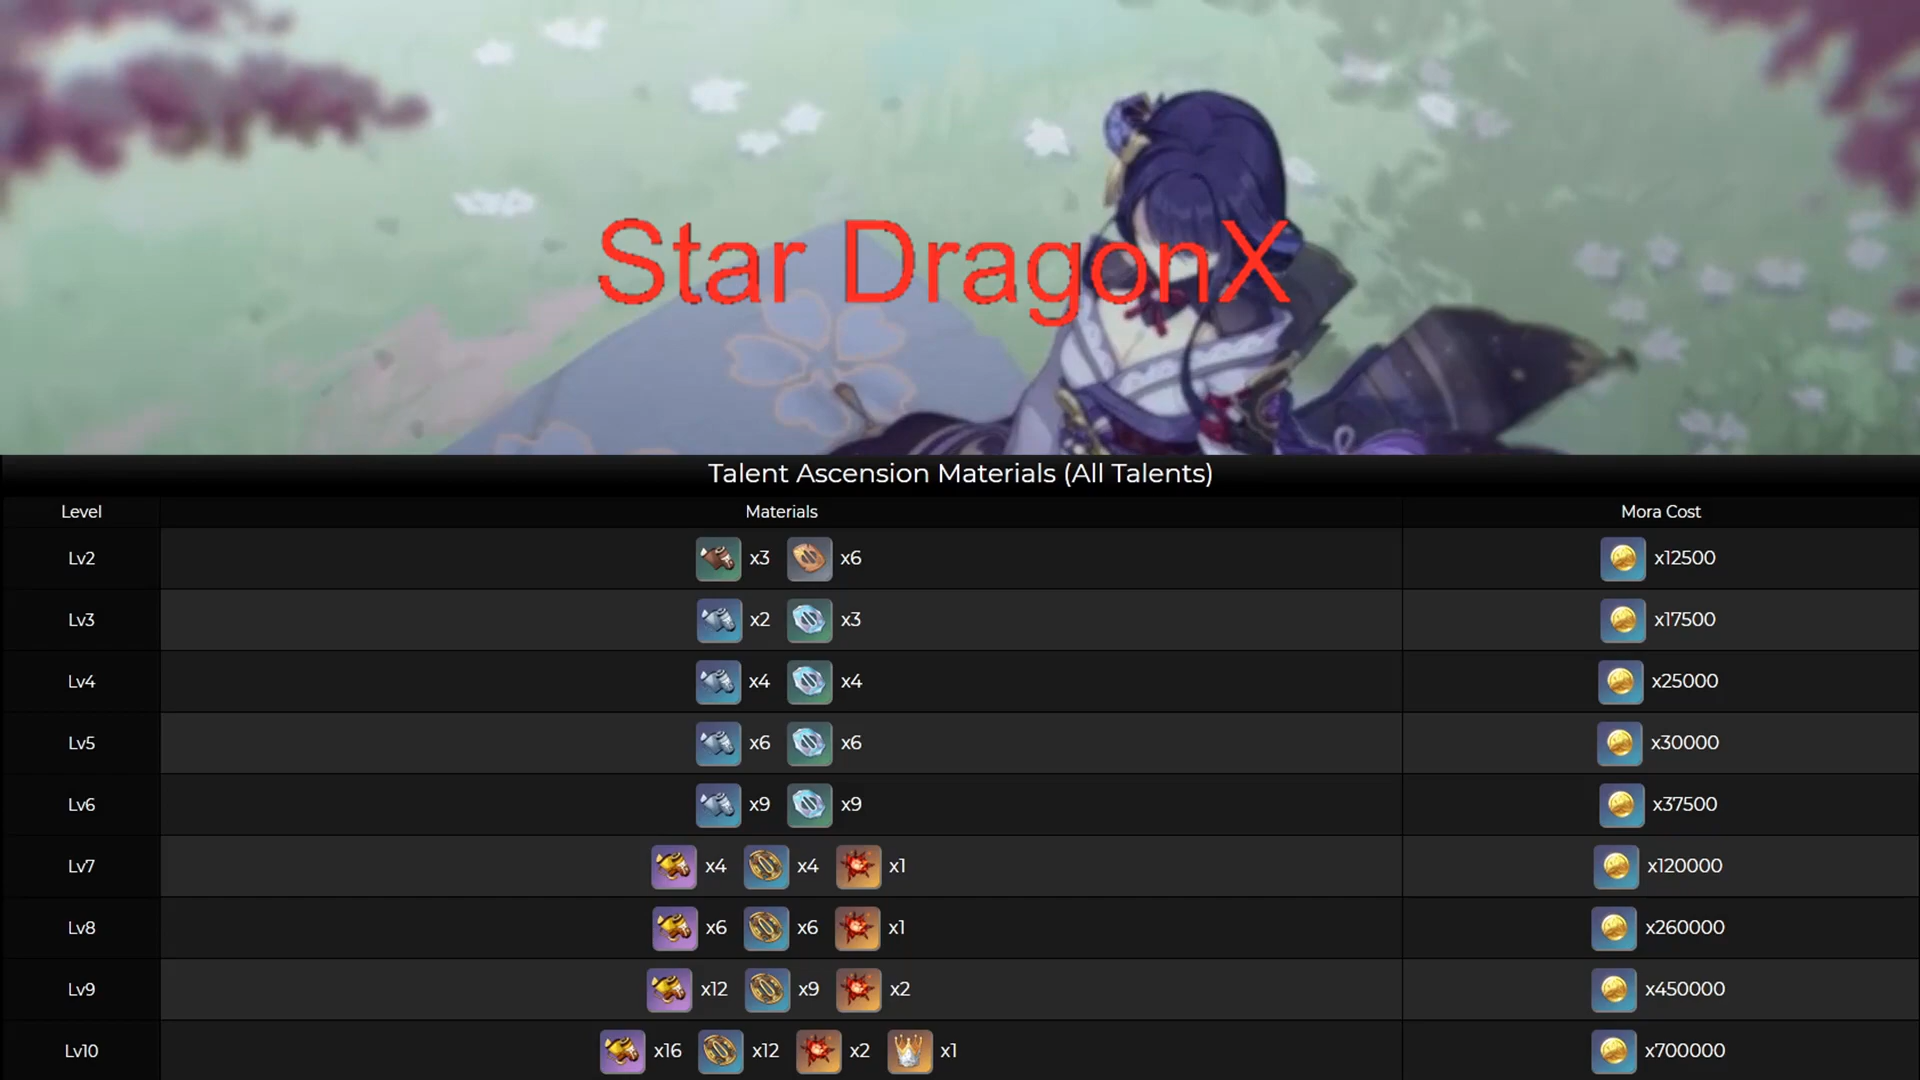 Star DragonX
Talent Ascension Materials (All Talents)
Level Materials Mora Cost
Lv2 x3 x6 x12500
Lv3 x2 x3 x17500
Lv4 x4 x4 x25000
Lv5 x6 x6 x30000
Lv6 x9 x9 x37500
Lv7 x4 x4 x1 x120000
Lv8 x6 x6 x1 x260000
Lv9 x12 x9 x2 x450000
Lv10 x16 x12 x2 x1 x700000